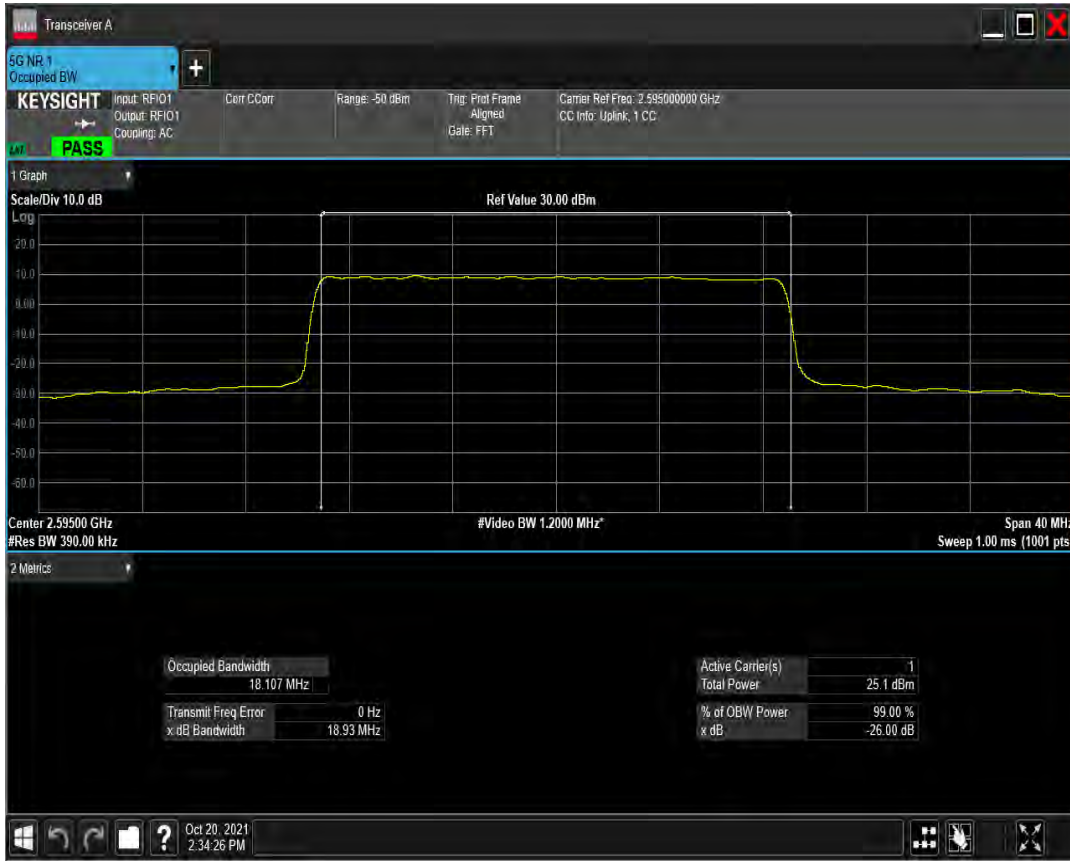 Transceiver A
5G NR 1
Occupied BW
+
KEYSIGHT
Input: RFIO1
Output: RFIO1
Coupling: AC
Corr CCorr
Range: -50 dBm
Trig: Prot Frame
Aligned
Gate: FFT
Carrier Ref Freq: 2.595000000 GHz
CC Info: Uplink, 1 CC
PASS
1 Graph
Scale/Div 10.0 dB
Ref Value 30.00 dBm
Log
20.0
10.0
0.00
-10.0
-20.0
-30.0
-40.0
-50.0
-60.0
Center 2.59500 GHz
#Video BW 1.2000 MHz*
Span 40 MHz
#Res BW 390.00 kHz
Sweep 1.00 ms (1001 pts
2 Metrics
Occupied Bandwidth
18.107 MHz
Transmit Freq Error 0 Hz
x dB Bandwidth 18.93 MHz
Active Carrier(s) 1
Total Power 25.1 dBm
% of OBW Power 99.00 %
x dB -26.00 dB
?
Oct 20, 2021
2:34:26 PM